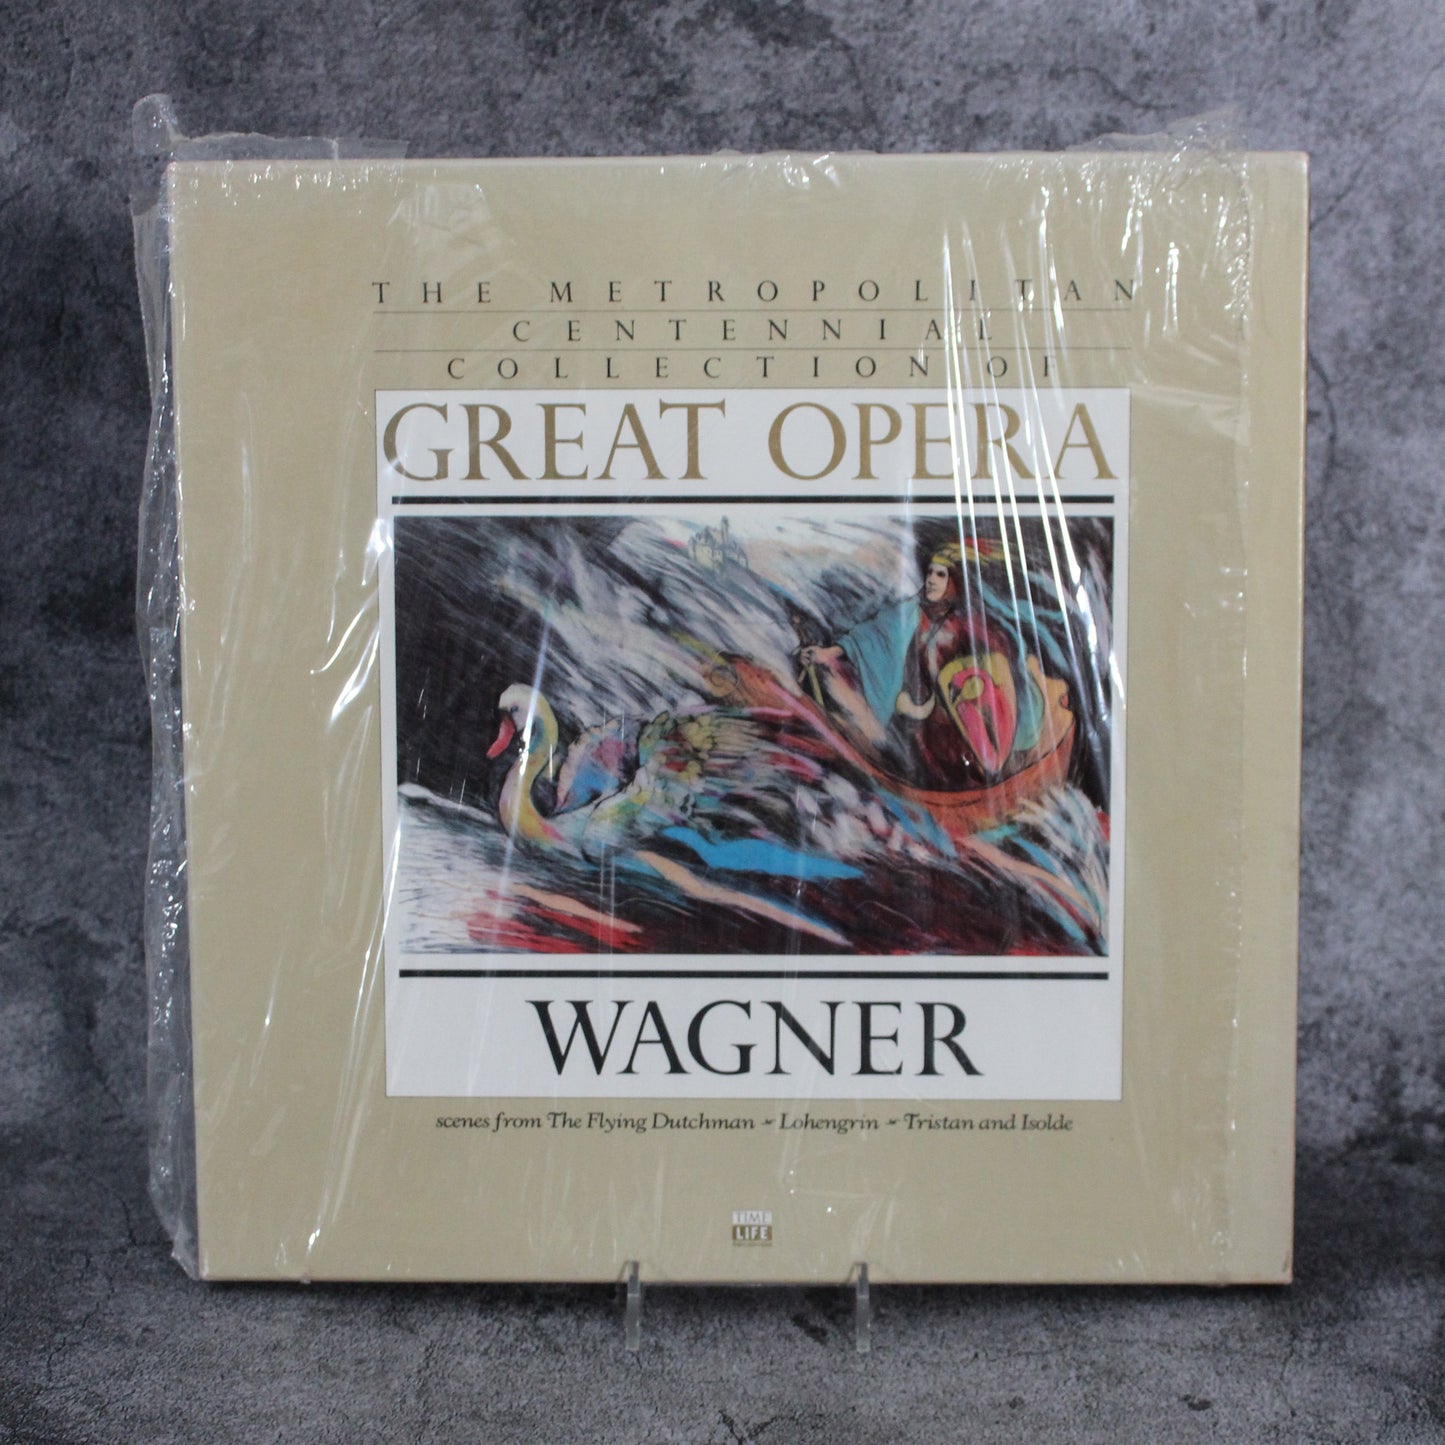 THE METROPOLITAN
CENTENNIAL
COLLECTION OF
GREAT OPERA
WAGNER
scenes from The Flying Dutchman ~ Lohengrin ~ Tristan and Isolde
TIME
LIFE